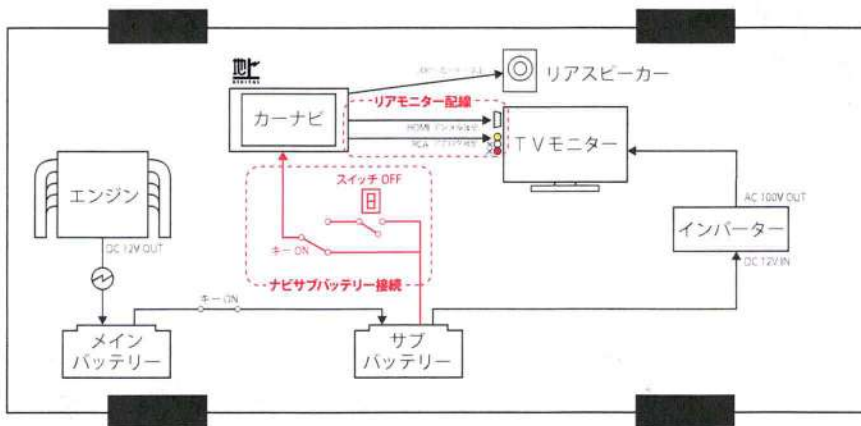 地上
DIGITAL
リアスピーカー
リアモニター配線
カーナビ
TVモニター
スイッチ OFF
エンジン
AC 100V OUT
インバーター
DC 12V OUT
キー ON
DC 12V IN
ナビサブバッテリー接続
キー ON
メイン
バッテリー
サブ
バッテリー